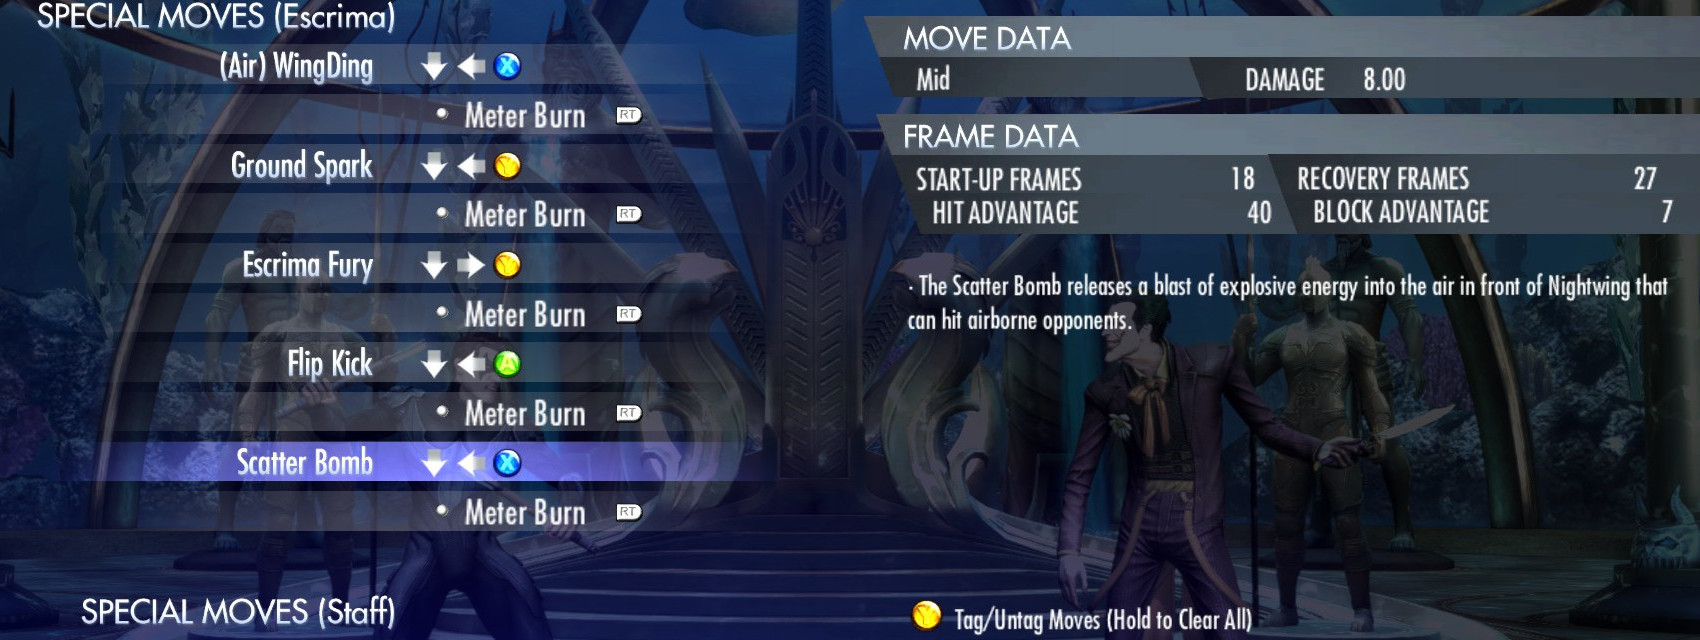 SPECIAL MOVES (Escrima)
(Air) WingDing X
Meter Burn RT
Ground Spark Y
Meter Burn RT
Escrima Fury Y
Meter Burn RT
Flip Kick A
Meter Burn RT
Scatter Bomb X
Meter Burn RT
SPECIAL MOVES (Staff)
MOVE DATA
Mid DAMAGE 8.00
FRAME DATA
START-UP FRAMES 18 RECOVERY FRAMES 27
HIT ADVANTAGE 40 BLOCK ADVANTAGE 7
· The Scatter Bomb releases a blast of explosive energy into the air in front of Nightwing that
can hit airborne opponents.
Y Tag/Untag Moves (Hold to Clear All)